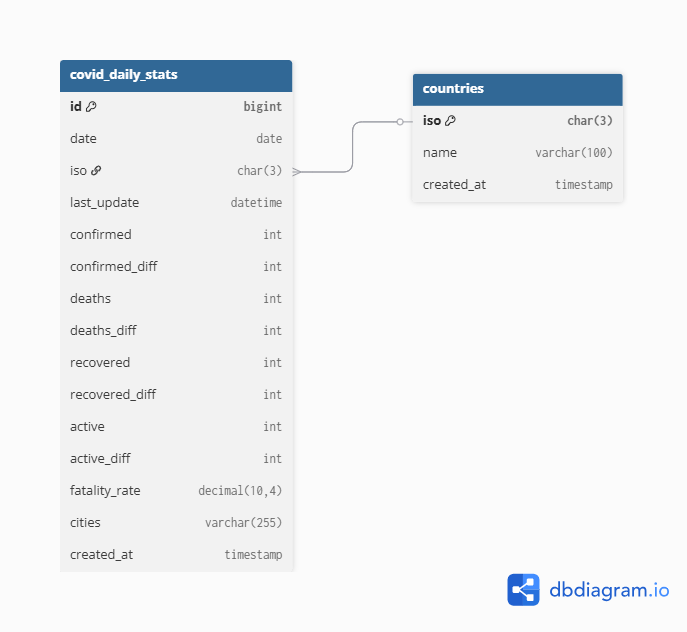 covid_daily_stats
id bigint
date date
iso char(3)
last_update datetime
confirmed int
confirmed_diff int
deaths int
deaths_diff int
recovered int
recovered_diff int
active int
active_diff int
fatality_rate decimal(10,4)
cities varchar(255)
created_at timestamp
countries
iso char(3)
name varchar(100)
created_at timestamp
dbdiagram.io